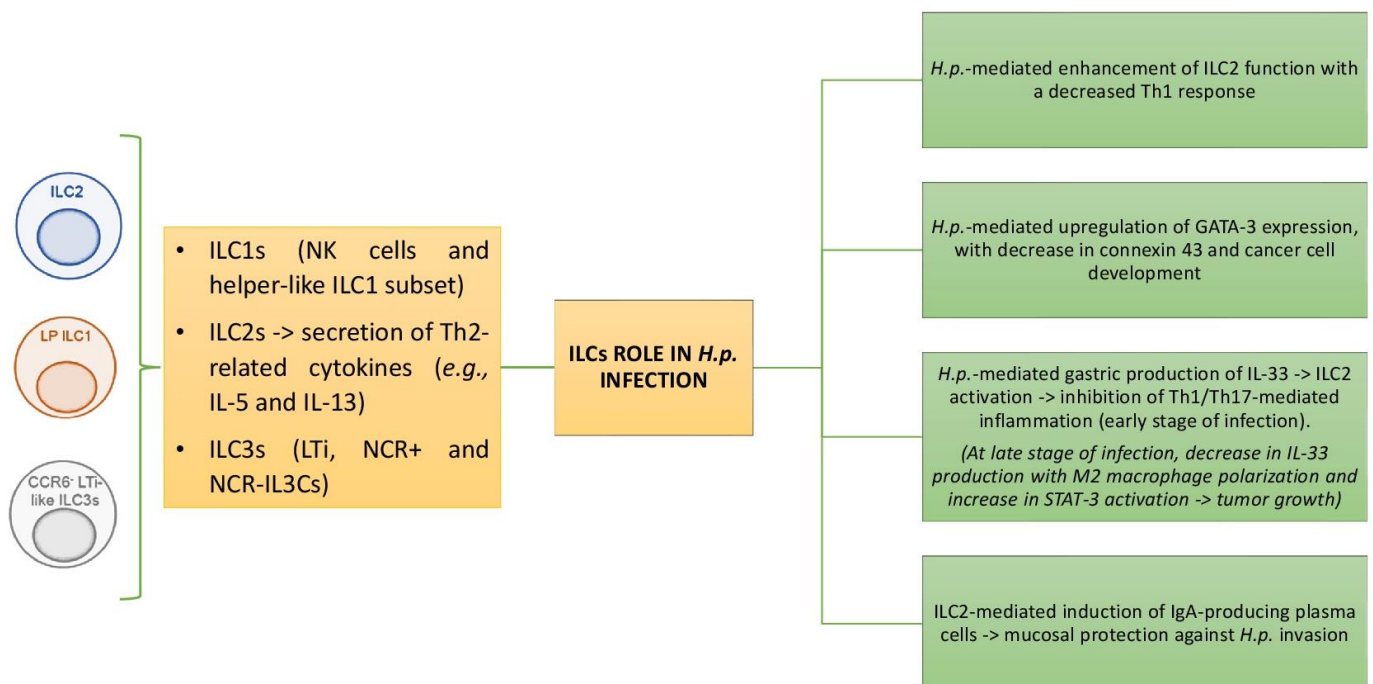 ILC2
LP ILC1
CCR6⁻ LTi-
like ILC3s
• ILC1s (NK cells and
helper-like ILC1 subset)
• ILC2s -> secretion of Th2-
related cytokines (e.g.,
IL-5 and IL-13)
• ILC3s (LTi, NCR+ and
NCR-IL3Cs)
ILCs ROLE IN H.p.
INFECTION
H.p.-mediated enhancement of ILC2 function with
a decreased Th1 response
H.p.-mediated upregulation of GATA-3 expression,
with decrease in connexin 43 and cancer cell
development
H.p.-mediated gastric production of IL-33 -> ILC2
activation -> inhibition of Th1/Th17-mediated
inflammation (early stage of infection).
(At late stage of infection, decrease in IL-33
production with M2 macrophage polarization and
increase in STAT-3 activation -> tumor growth)
ILC2-mediated induction of IgA-producing plasma
cells -> mucosal protection against H.p. invasion